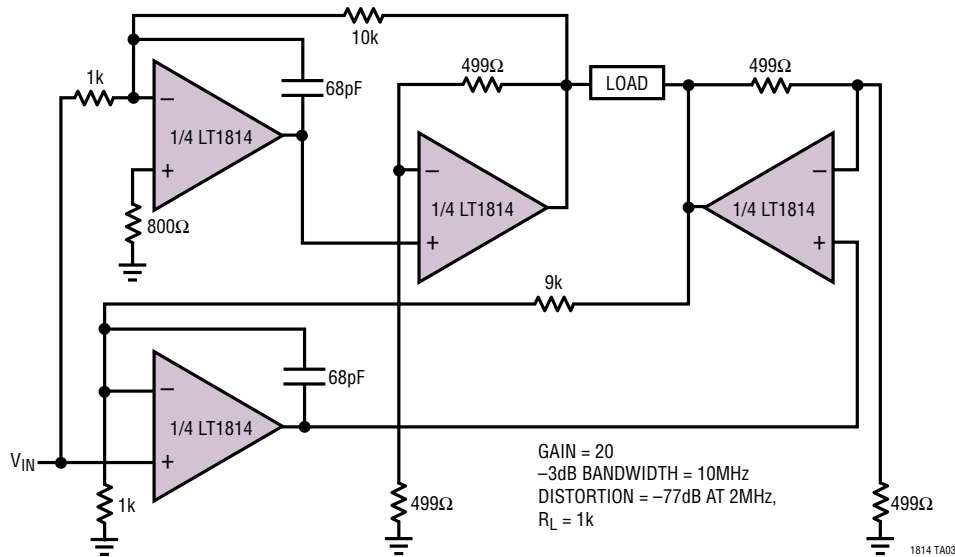 10k
1k
68pF
1/4 LT1814
−
+
800Ω
499Ω
LOAD
499Ω
−
1/4 LT1814
+
−
1/4 LT1814
+
9k
68pF
−
1/4 LT1814
+
VIN
1k
499Ω
GAIN = 20
–3dB BANDWIDTH = 10MHz
DISTORTION = –77dB AT 2MHz,
RL = 1k
499Ω
1814 TA03